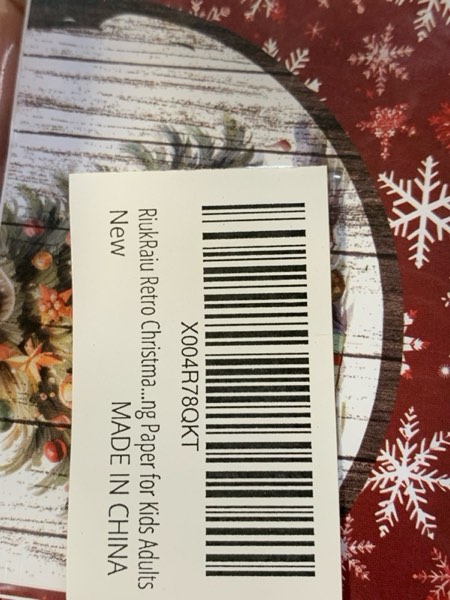 X004R78QKT
RiukRaiu Retro Christma...ng Paper for Kids Adults
New
MADE IN CHINA